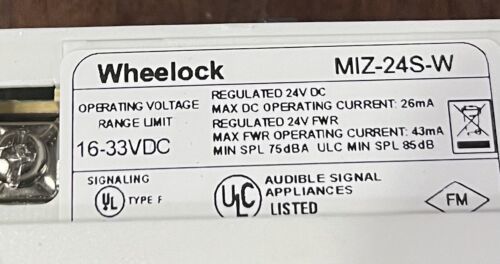 Wheelock
MIZ-24S-W
OPERATING VOLTAGE
RANGE LIMIT
16-33VDC
REGULATED 24V DC
MAX DC OPERATING CURRENT: 26mA
REGULATED 24V FWR
MAX FWR OPERATING CURRENT: 43mA
MIN SPL 75dBA ULC MIN SPL 85dB
SIGNALING
UL TYPE F
ULC
AUDIBLE SIGNAL
APPLIANCES
LISTED
FM